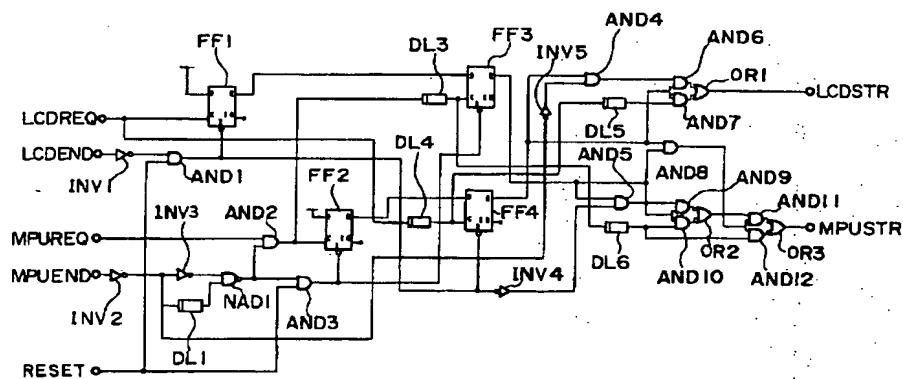 AND4
FF3
INV5
AND6
FF1
DL3
OR1
LCDREQ
LCDSTR
DL5
AND7
LCDEND
DL4
AND5
INV1
AND1
FF2
AND8
AND9
FF4
AND11
INV3
AND2
MPUREQ
MPUSTR
OR2
OR3
DL6
MPUEND
INV4
AND10
AND12
NAD1
INV2
AND3
DL1
RESET